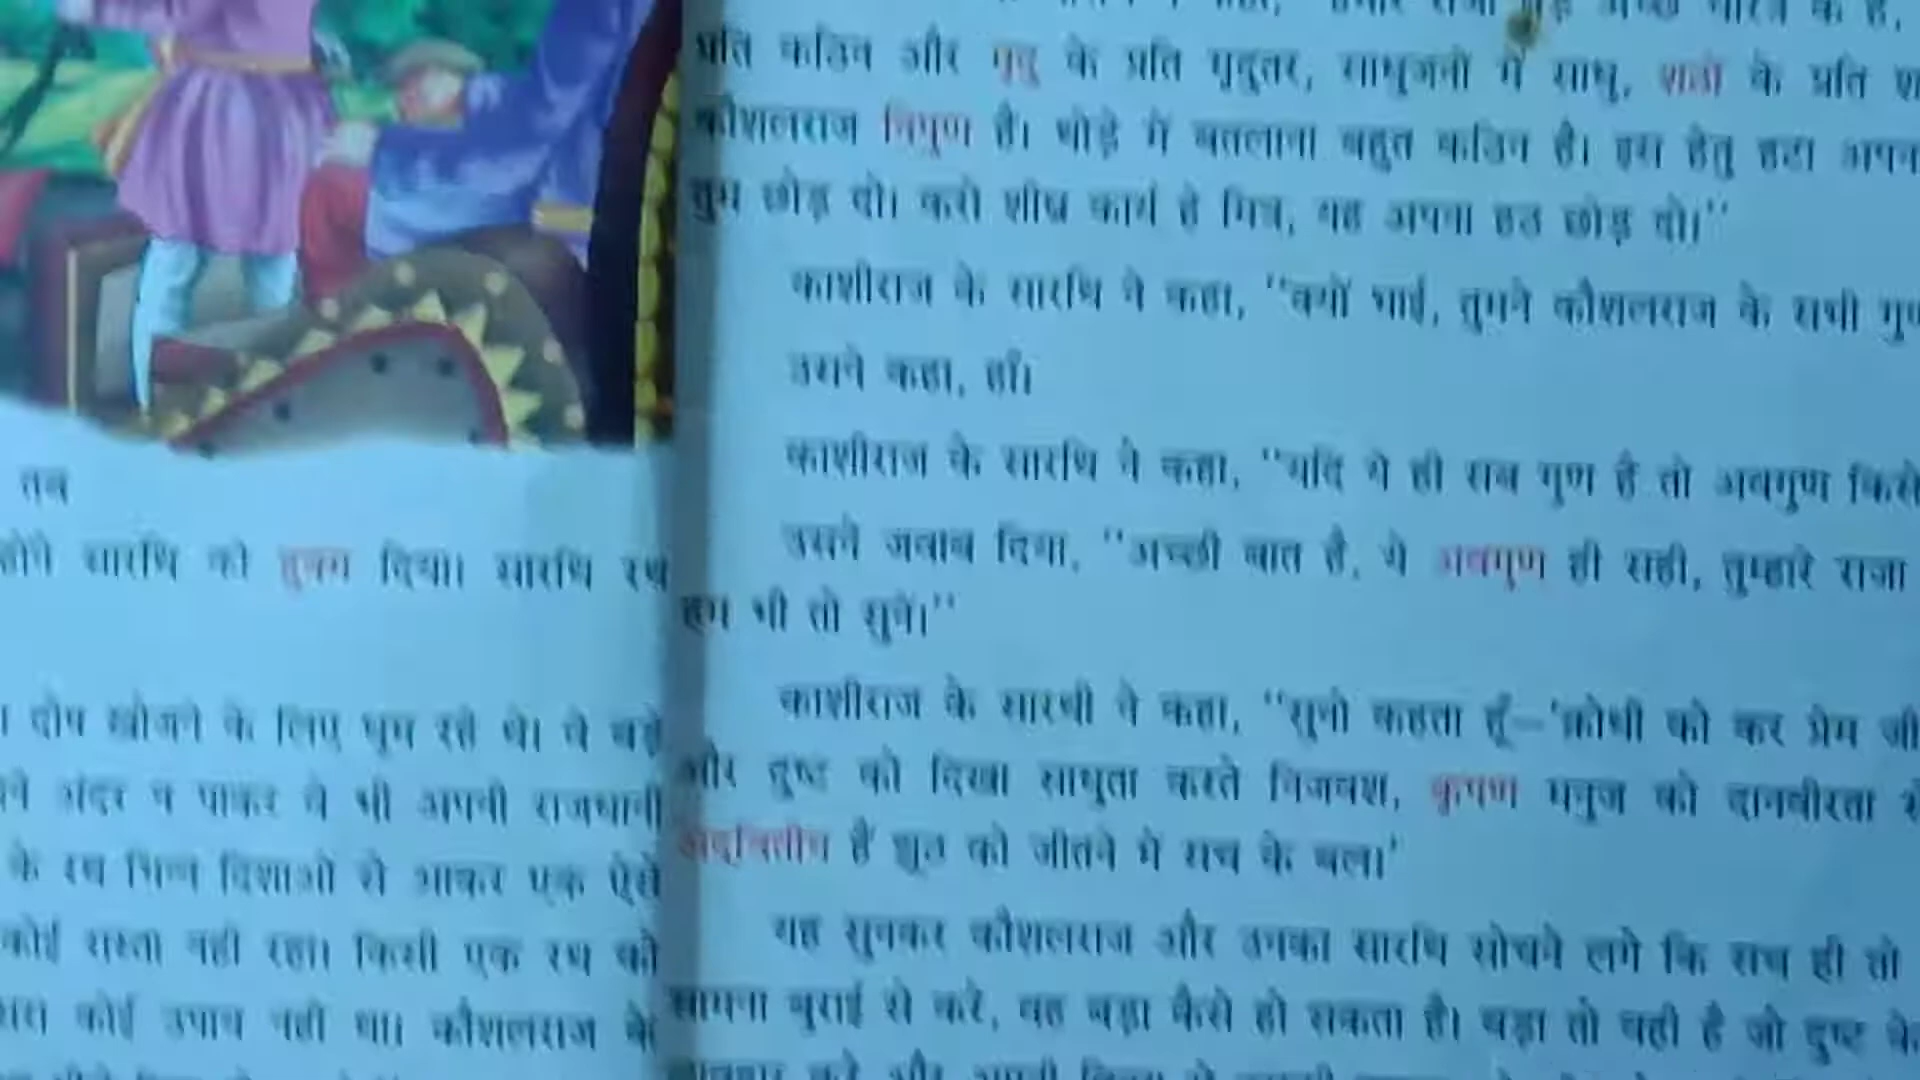 तब
सारथि को हुक्म दिया। सारथि रथ
दोष खोजने के लिए घूम रहे थे। वे बड़े
अंदर न पाकर वे भी अपनी राजधानी
के रथ भिन्न दिशाओं से आकर एक ऐसे
कोई रास्ता नहीं रहा। किसी एक रथ को
कोई उपाय नहीं था। कौशलराज के
प्रति कठिन और मृदु के प्रति मृदुतर, साधुजनों में साधु, शठों के प्रति
कौशलराज निपुण हैं। थोड़े में बतलाना बहुत कठिन है। इस हेतु हटा
तुम छोड़ दो। करो शीघ्र कार्य हे मित्र, यह अपना हठ छोड़ दो।''
काशीराज के सारथि ने कहा, ''क्यों भाई, तुमने कौशलराज के सभी
उसने कहा, हाँ।
काशीराज के सारथि ने कहा, ''यदि ये ही सब गुण हैं तो अवगुण किसे
उसने जवाब दिया, ''अच्छी बात है, ये अवगुण ही सही, तुम्हारे राजा
हम भी तो सुनें।''
काशीराज के सारथी ने कहा, ''सुनो कहता हूँ–'क्रोधी को कर प्रेम
और दुष्ट को दिखा साधुता करते निजवश, कृपण मनुज को दानवीरता
अद्वितीय हैं झूठ को जीतने में सच के बल।'
यह सुनकर कौशलराज और उनका सारथि सोचने लगे कि सच ही तो
सामना बुराई से करे, वह बड़ा कैसे हो सकता है। बड़ा तो वही है जो दुष्ट के